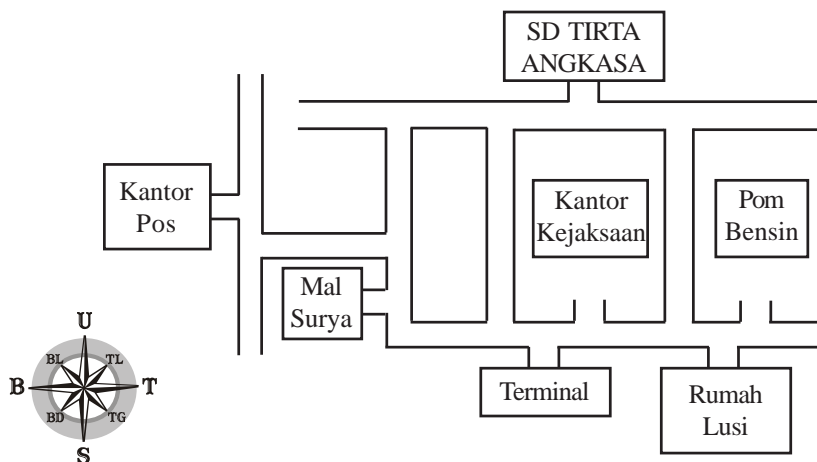 SD TIRTA
ANGKASA
Kantor
Pos
Kantor
Kejaksaan
Pom
Bensin
Mal
Surya
Terminal
Rumah
Lusi
U
BL
TL
B
T
BD
TG
S